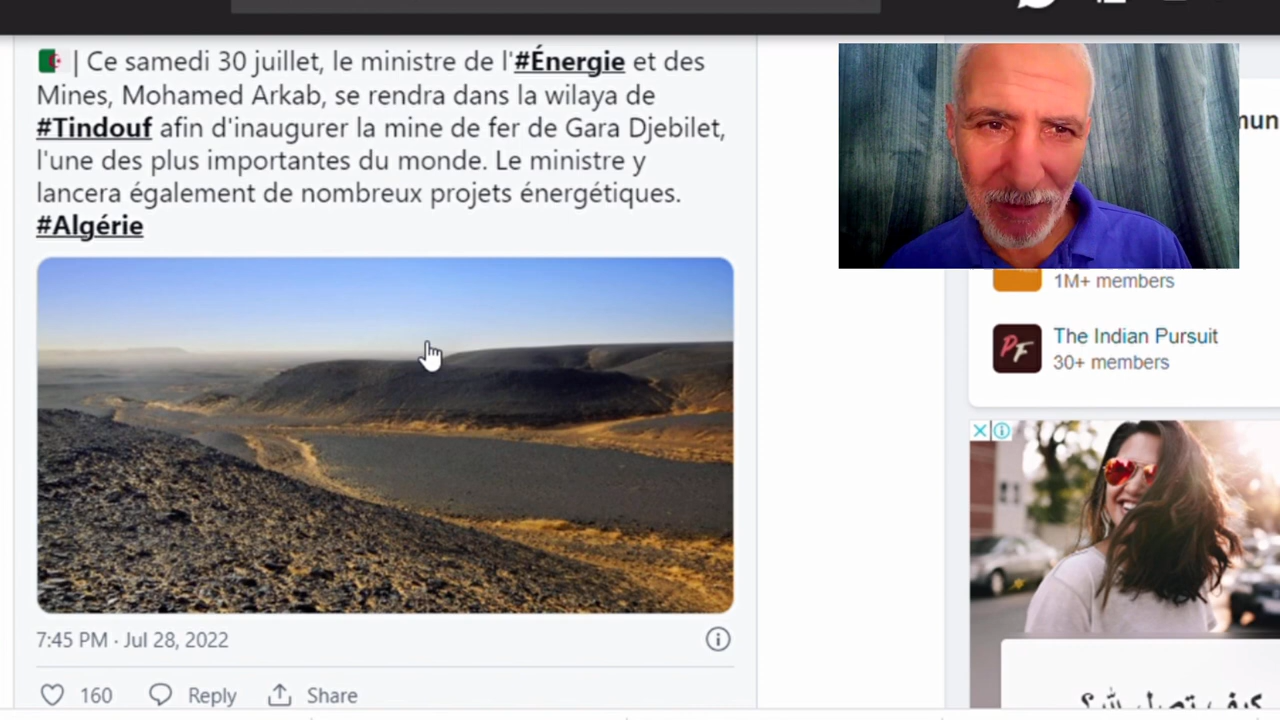 | Ce samedi 30 juillet, le ministre de l'#Énergie et des
Mines, Mohamed Arkab, se rendra dans la wilaya de
#Tindouf afin d'inaugurer la mine de fer de Gara Djebilet,
l'une des plus importantes du monde. Le ministre y
lancera également de nombreux projets énergétiques.
#Algérie
7:45 PM · Jul 28, 2022
160 Reply Share
1M+ members
PF
The Indian Pursuit
30+ members